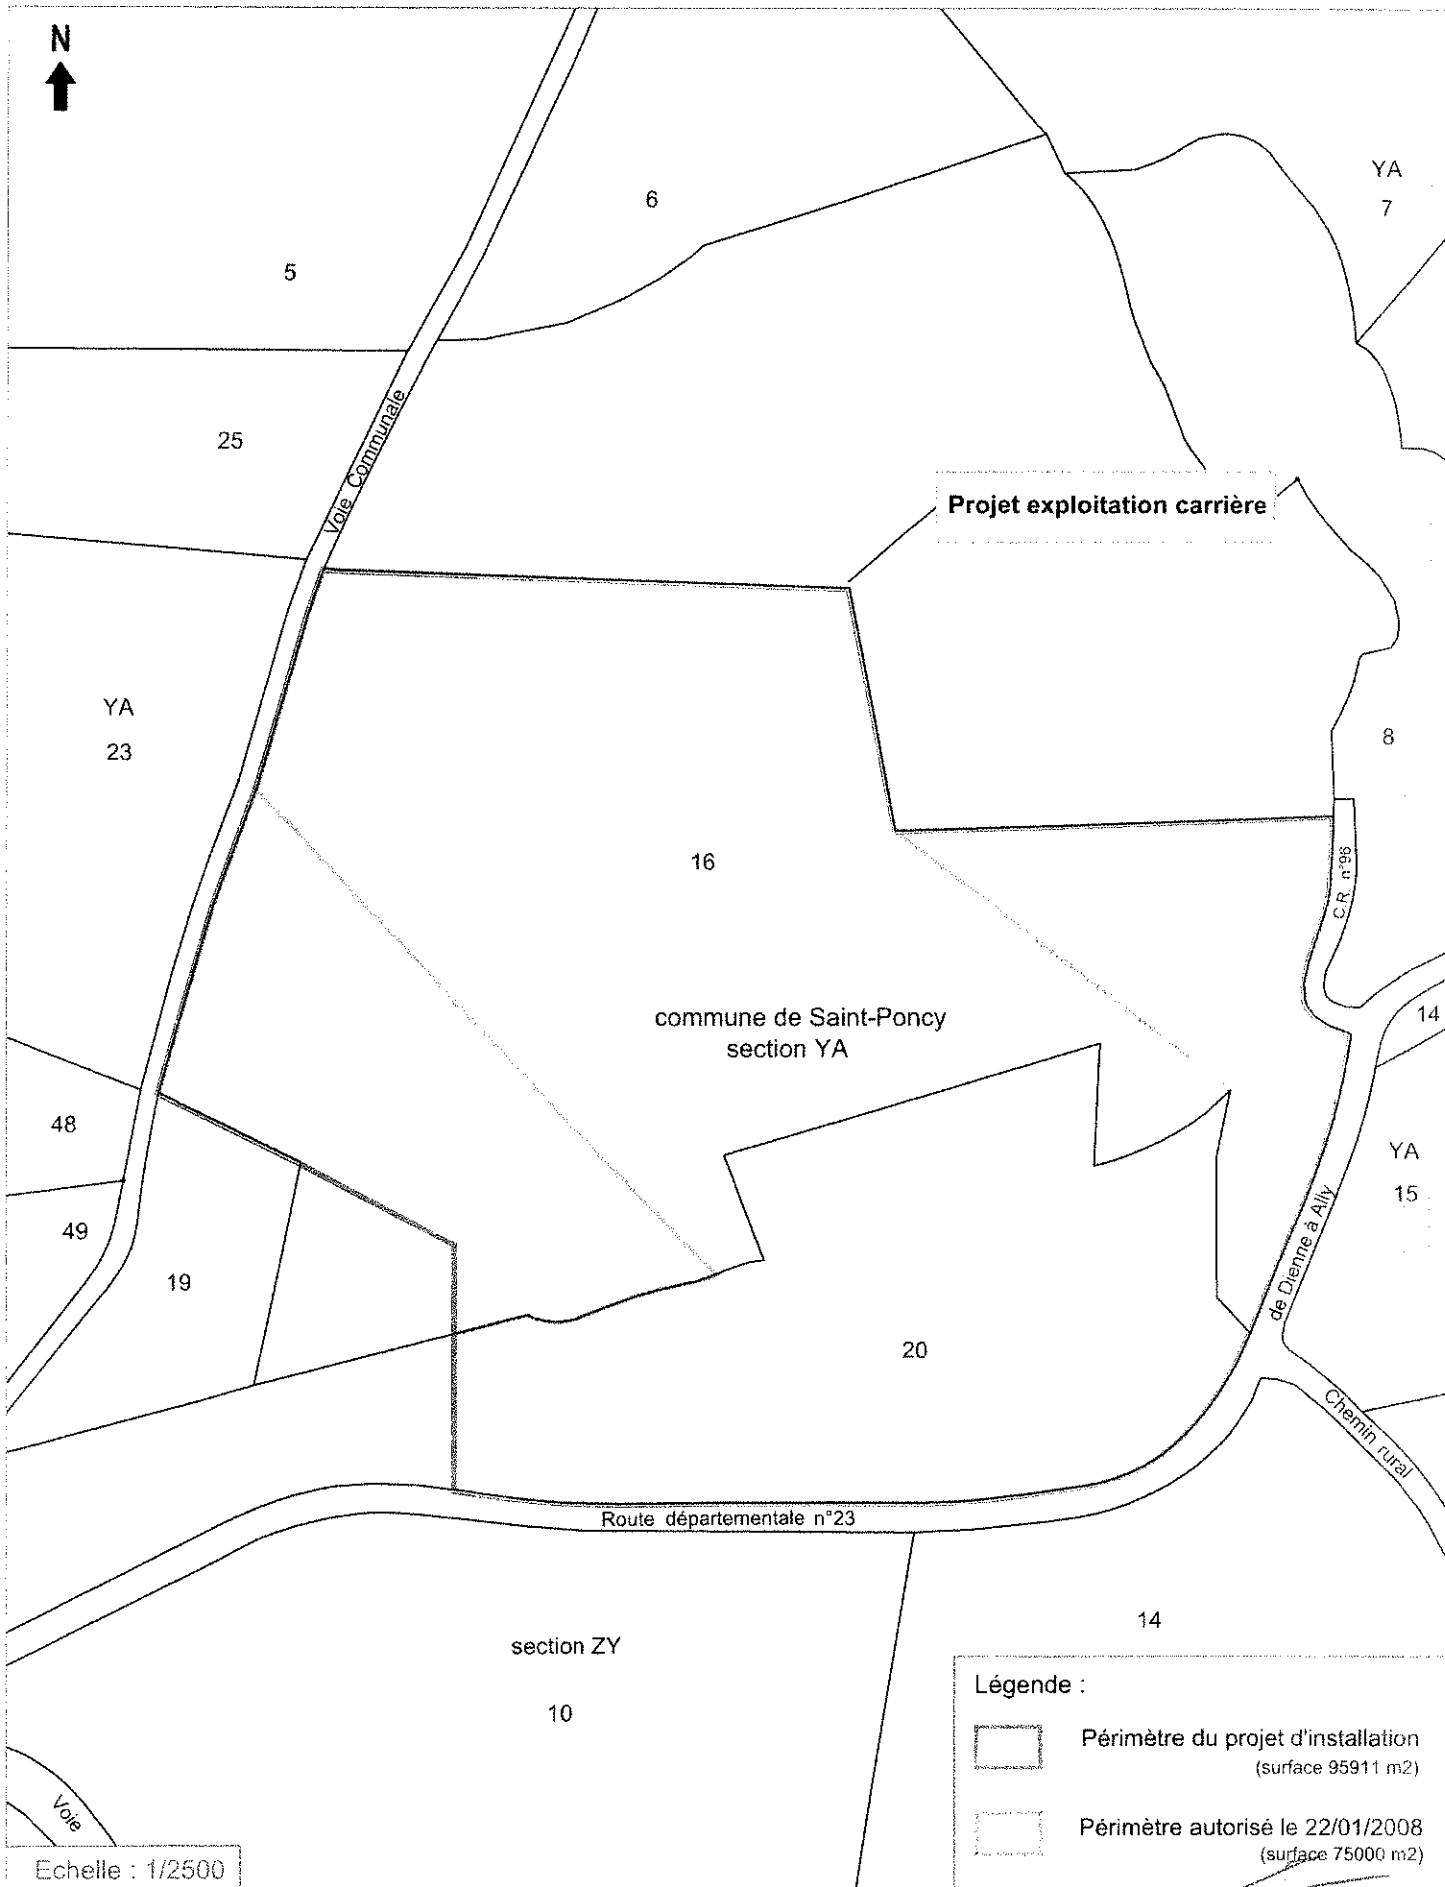 N
YA
7
6
5
25
Voie Communale
Projet exploitation carrière
YA
23
8
16
C.R. n°96
commune de Saint-Poncy
section YA
14
48
YA
15
49
19
de Dienne à Ally
20
Chemin rural
Route départementale n°23
14
section ZY
10
Légende :
Périmètre du projet d'installation
(surface 95911 m2)
Voie
Périmètre autorisé le 22/01/2008
(surface 75000 m2)
Echelle : 1/2500